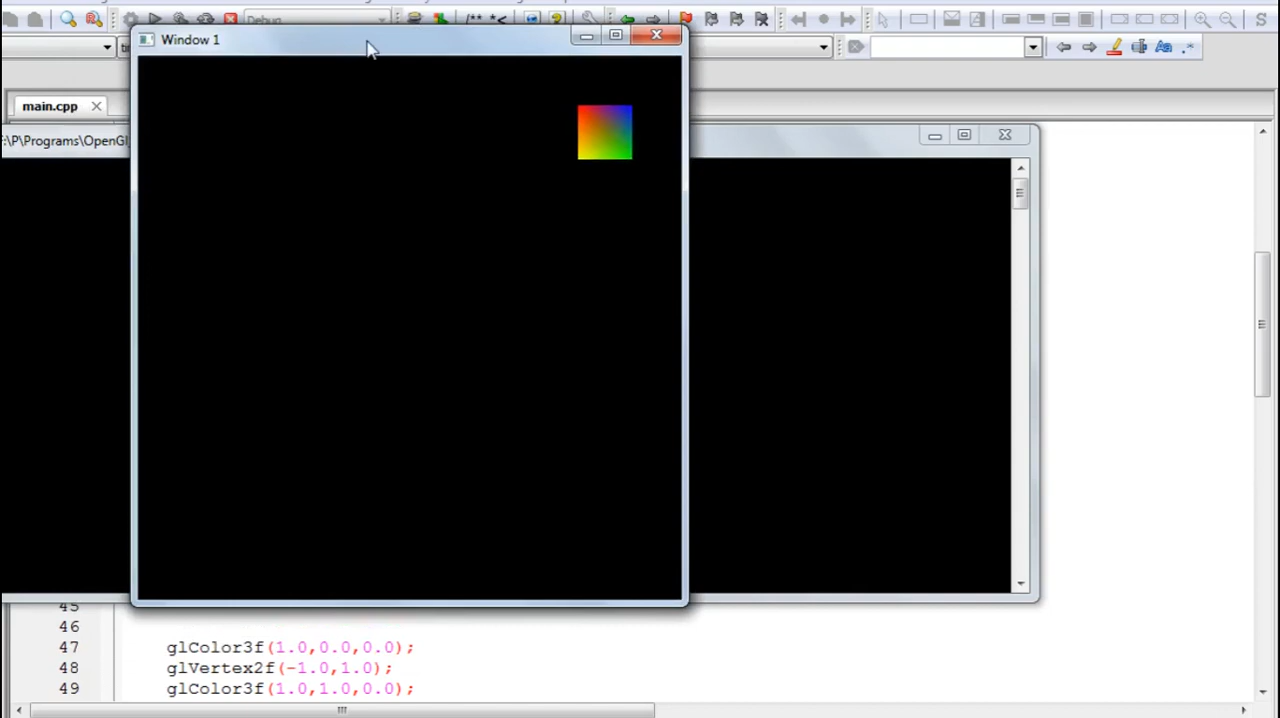 Debug
/** *<
Window 1
main.cpp
:\P\Programs\OpenGl
45
46
47 glColor3f(1.0,0.0,0.0);
48 glVertex2f(-1.0,1.0);
49 glColor3f(1.0,1.0,0.0);